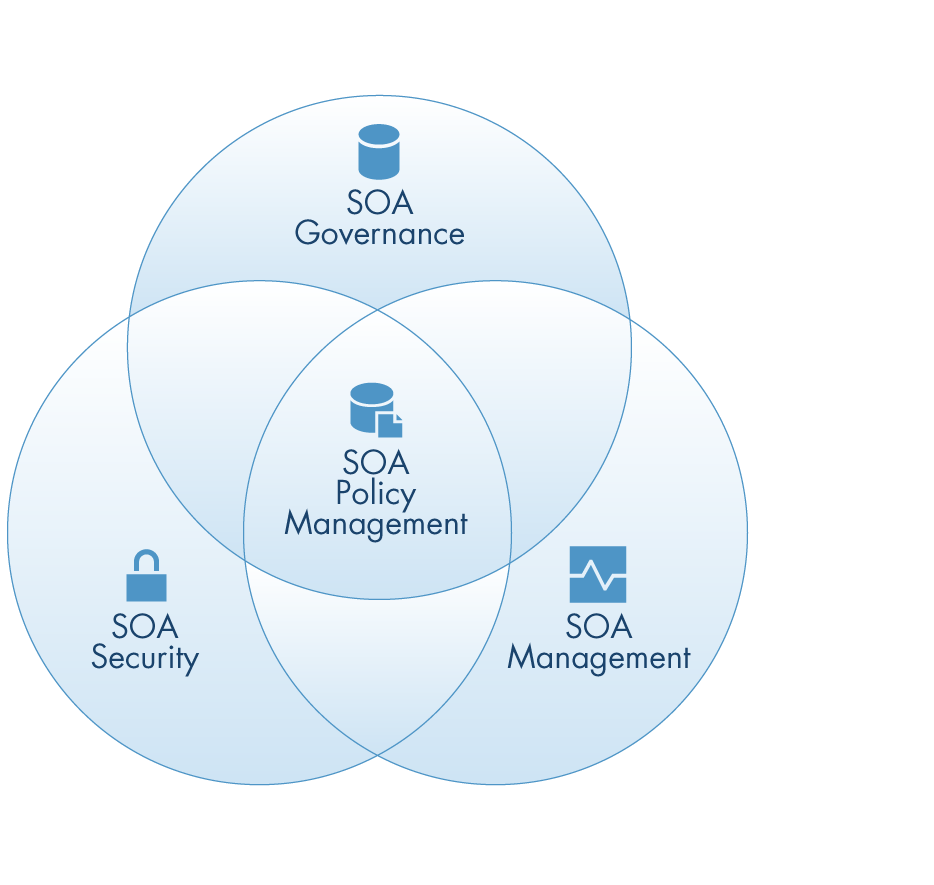 SOA
Governance
SOA
Policy
Management
SOA
Security
SOA
Management